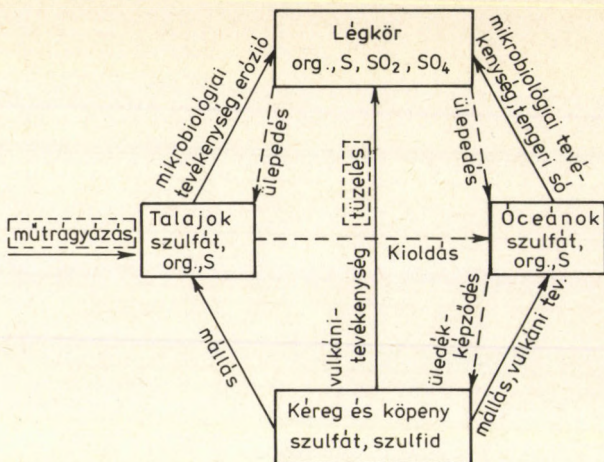 Légkör
org., S, SO₂, SO₄
mikrobiológiai
tevékenység, erózió
ülepedés
tüzelés
ülepedés
mikrobiológiai tevé-
kenység, tengeri só
műtrágyázás
Talajok
szulfát,
org., S
Kioldás
Óceánok
szulfát,
org., S
mállás
vulkáni-
tevékenység
üledék-
képződés
mállás, vulkáni tev.
Kéreg és köpeny
szulfát, szulfid